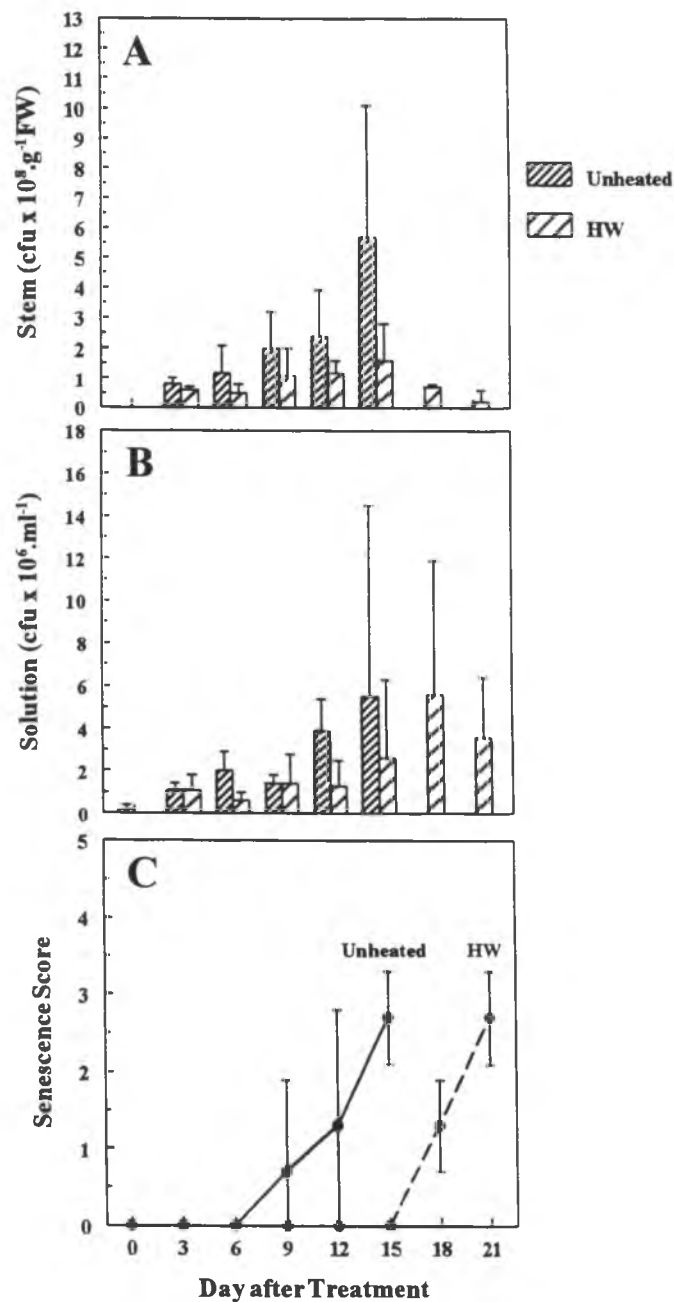 A
13
12
11
10
9
8
7
6
5
4
3
2
1
0
Stem (cfu x 10⁸.g⁻¹FW)
Unheated
HW
B
18
16
14
12
10
8
6
4
2
0
Solution (cfu x 10⁶.ml⁻¹)
C
5
4
3
2
1
0
Senescence Score
Unheated HW
0 3 6 9 12 15 18 21
Day after Treatment